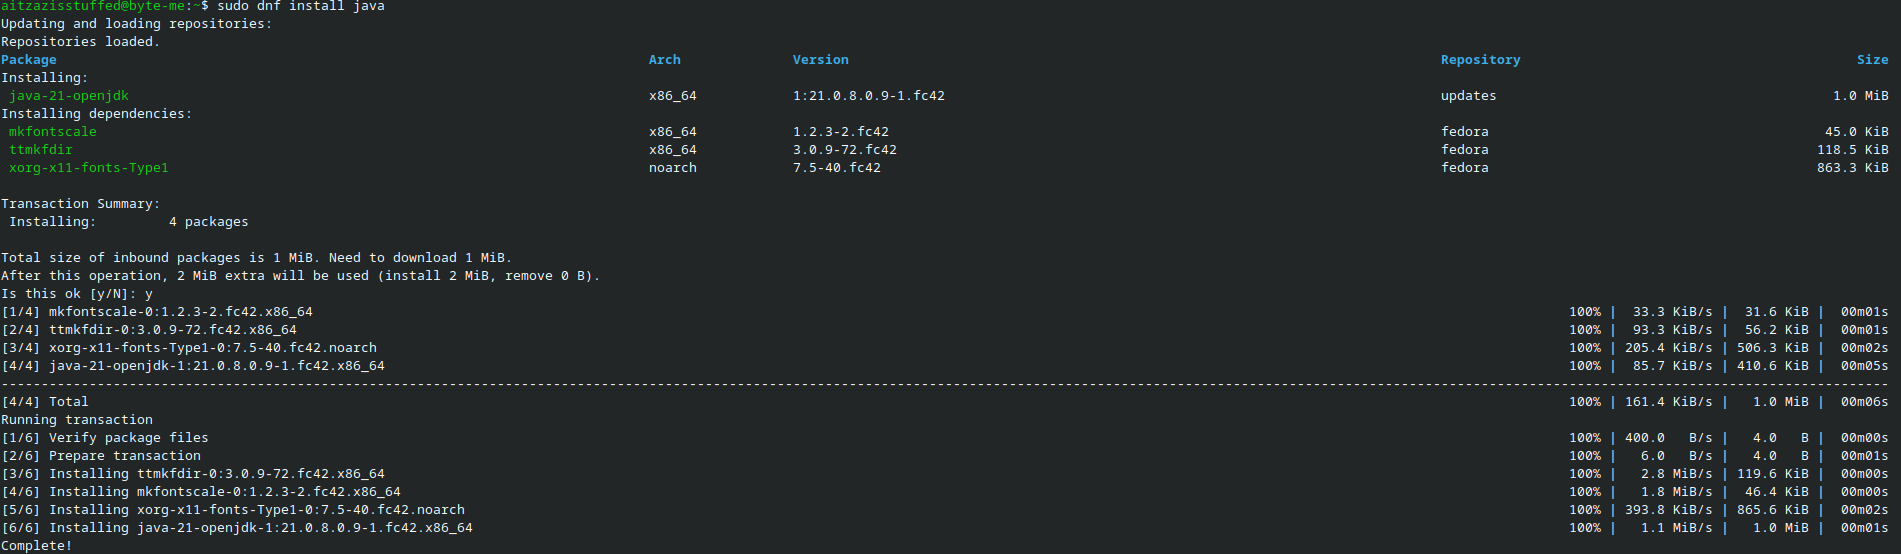 aitzazisstuffed@byte-me:~$ sudo dnf install java
Updating and loading repositories:
Repositories loaded.
Package Arch Version Repository Size
Installing:
java-21-openjdk x86_64 1:21.0.8.0.9-1.fc42 updates 1.0 MiB
Installing dependencies:
mkfontscale x86_64 1.2.3-2.fc42 fedora 45.0 KiB
ttmkfdir x86_64 3.0.9-72.fc42 fedora 118.5 KiB
xorg-x11-fonts-Type1 noarch 7.5-40.fc42 fedora 863.3 KiB
Transaction Summary:
Installing: 4 packages
Total size of inbound packages is 1 MiB. Need to download 1 MiB.
After this operation, 2 MiB extra will be used (install 2 MiB, remove 0 B).
Is this ok [y/N]: y
[1/4] mkfontscale-0:1.2.3-2.fc42.x86_64 100% | 33.3 KiB/s | 31.6 KiB | 00m01s
[2/4] ttmkfdir-0:3.0.9-72.fc42.x86_64 100% | 93.3 KiB/s | 56.2 KiB | 00m01s
[3/4] xorg-x11-fonts-Type1-0:7.5-40.fc42.noarch 100% | 205.4 KiB/s | 506.3 KiB | 00m02s
[4/4] java-21-openjdk-1:21.0.8.0.9-1.fc42.x86_64 100% | 85.7 KiB/s | 410.6 KiB | 00m05s
[4/4] Total 100% | 161.4 KiB/s | 1.0 MiB | 00m06s
Running transaction
[1/6] Verify package files 100% | 400.0 B/s | 4.0 B | 00m00s
[2/6] Prepare transaction 100% | 6.0 B/s | 4.0 B | 00m01s
[3/6] Installing ttmkfdir-0:3.0.9-72.fc42.x86_64 100% | 2.8 MiB/s | 119.6 KiB | 00m00s
[4/6] Installing mkfontscale-0:1.2.3-2.fc42.x86_64 100% | 1.8 MiB/s | 46.4 KiB | 00m00s
[5/6] Installing xorg-x11-fonts-Type1-0:7.5-40.fc42.noarch 100% | 393.8 KiB/s | 865.6 KiB | 00m02s
[6/6] Installing java-21-openjdk-1:21.0.8.0.9-1.fc42.x86_64 100% | 1.1 MiB/s | 1.0 MiB | 00m01s
Complete!